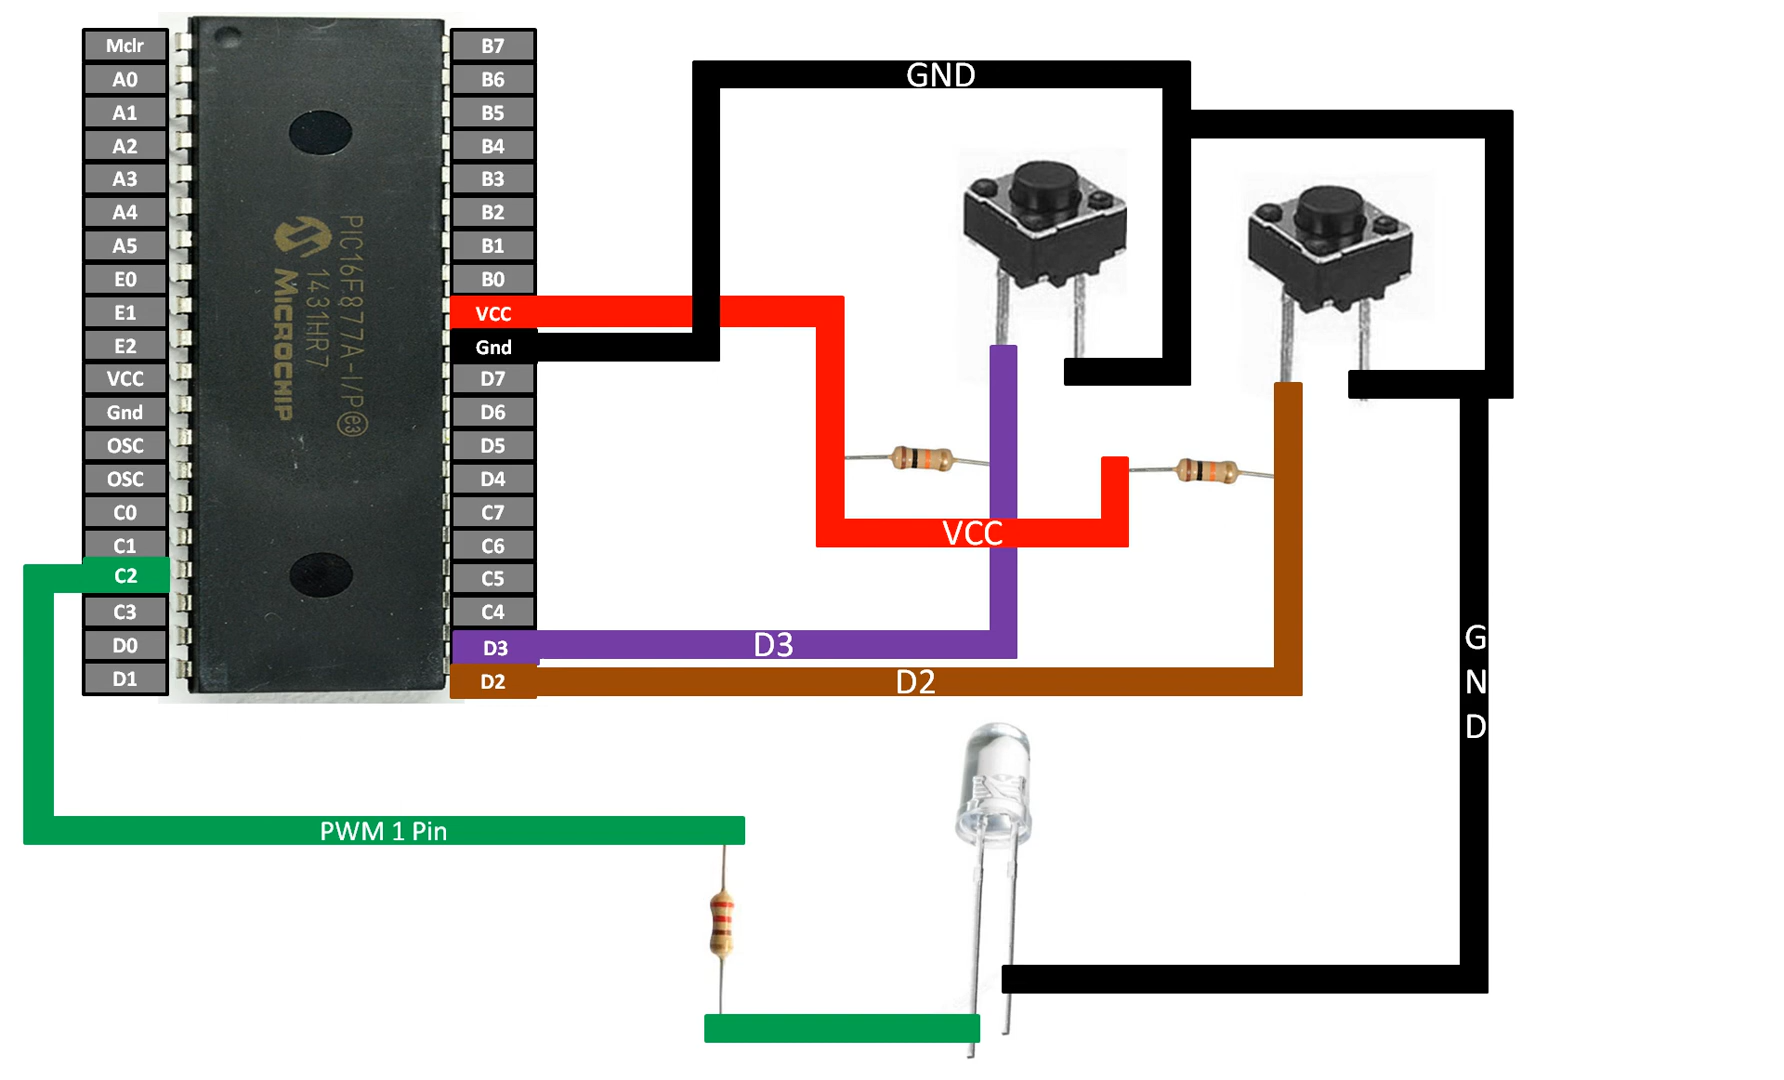 Mclr
A0
A1
A2
A3
A4
A5
E0
E1
E2
VCC
Gnd
OSC
OSC
C0
C1
C2
C3
D0
D1
PIC16F877A-I/P e3
1431HR7
MICROCHIP
B7
B6
B5
B4
B3
B2
B1
B0
VCC
Gnd
D7
D6
D5
D4
C7
C6
C5
C4
D3
D2
GND
VCC
D3
D2
GND
PWM 1 Pin